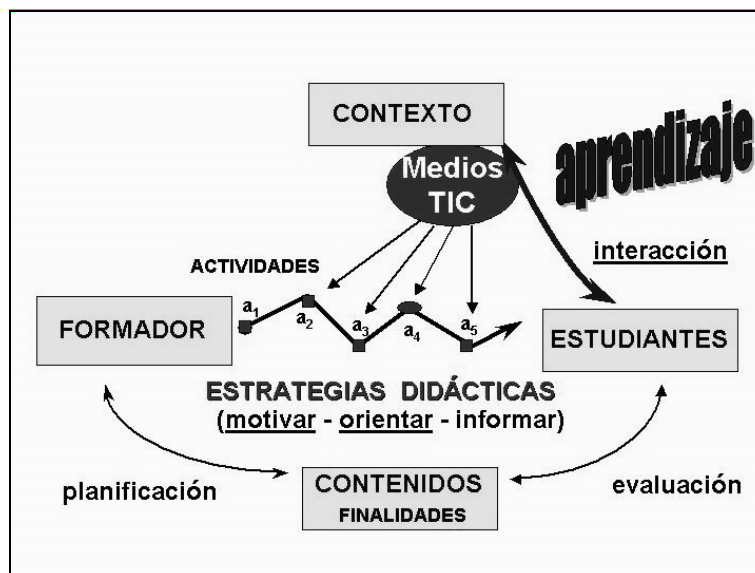 CONTEXTO
aprendizaje
Medios
TIC
interacción
ACTIVIDADES
a1
a2
a3
a4
a5
FORMADOR
ESTUDIANTES
ESTRATEGIAS DIDÁCTICAS
(motivar - orientar - informar)
planificación
CONTENIDOS
FINALIDADES
evaluación